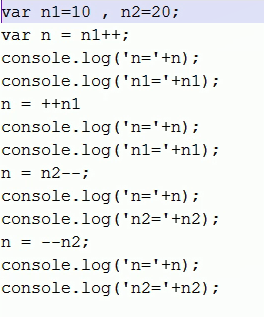 var n1=10 , n2=20;
var n = n1++;
console.log('n='+n);
console.log('n1='+n1);
n = ++n1
console.log('n='+n);
console.log('n1='+n1);
n = n2--;
console.log('n='+n);
console.log('n2='+n2);
n = --n2;
console.log('n='+n);
console.log('n2='+n2);